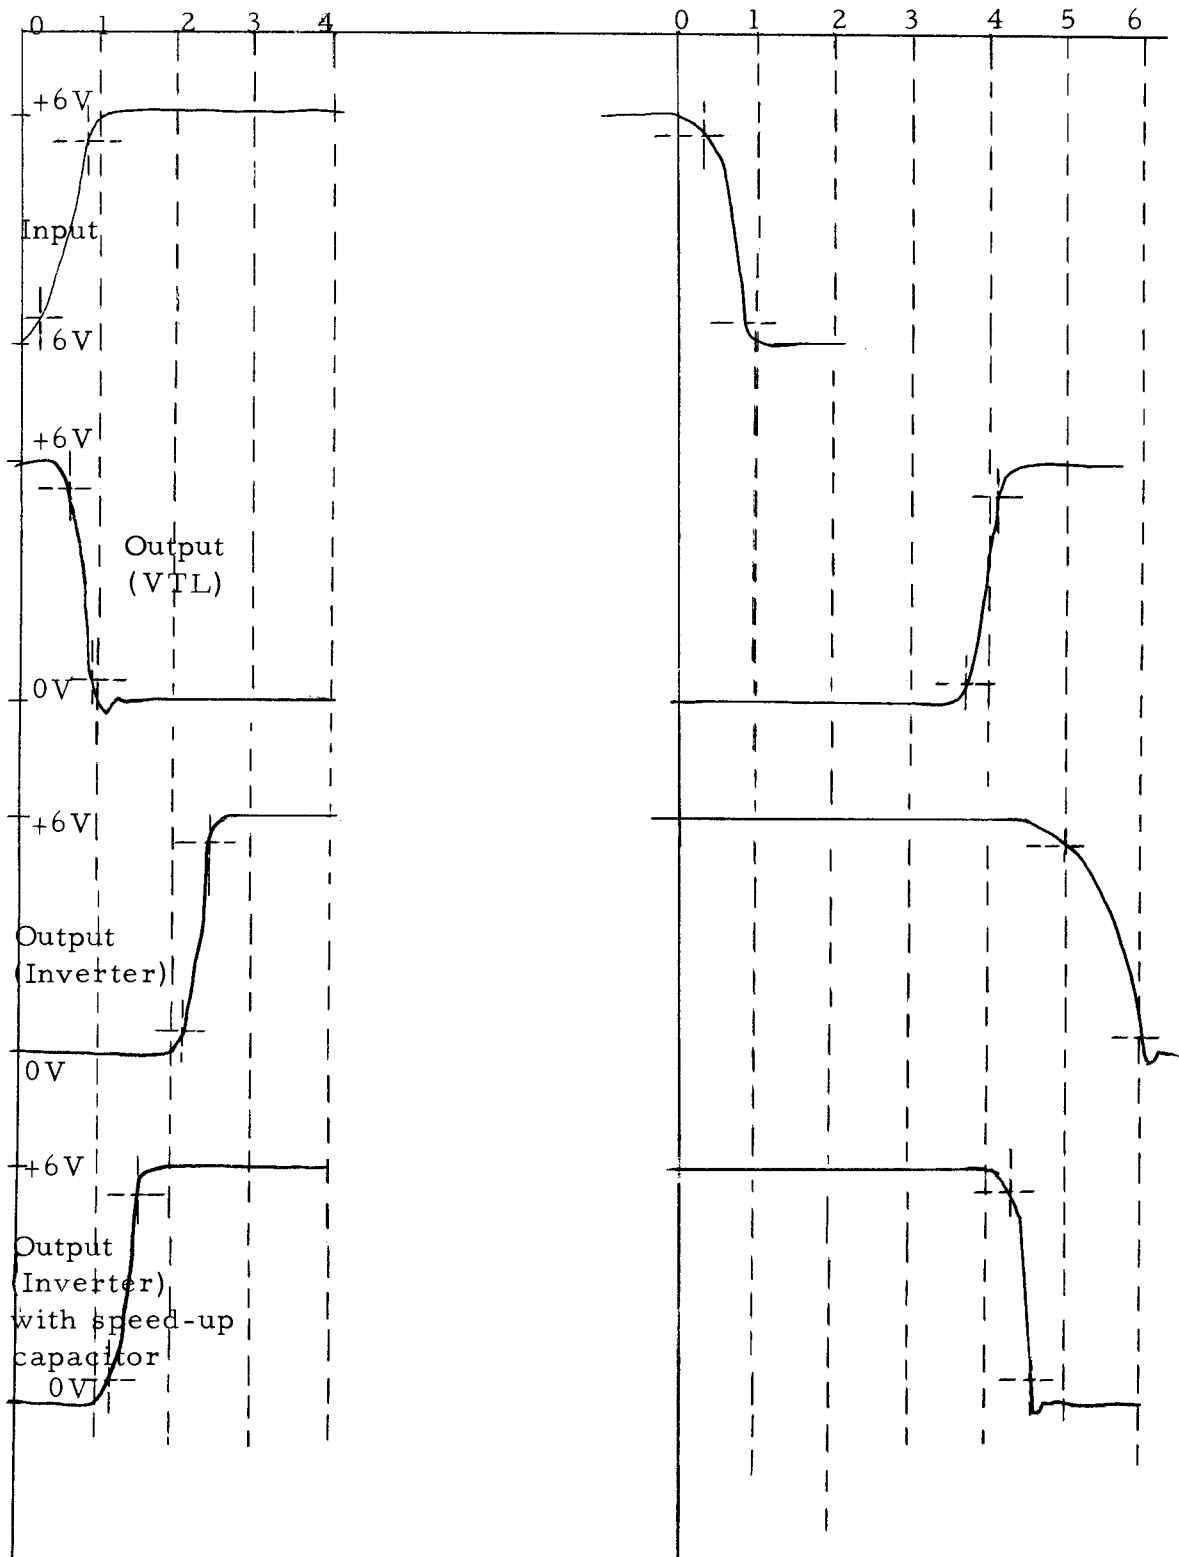 0 1 2 3 4
0 1 2 3 4 5 6
+6V
Input
-6V
+6V
Output
(VTL)
0V
+6V
Output
(Inverter)
0V
+6V
Output
(Inverter)
with speed-up
capacitor
0V